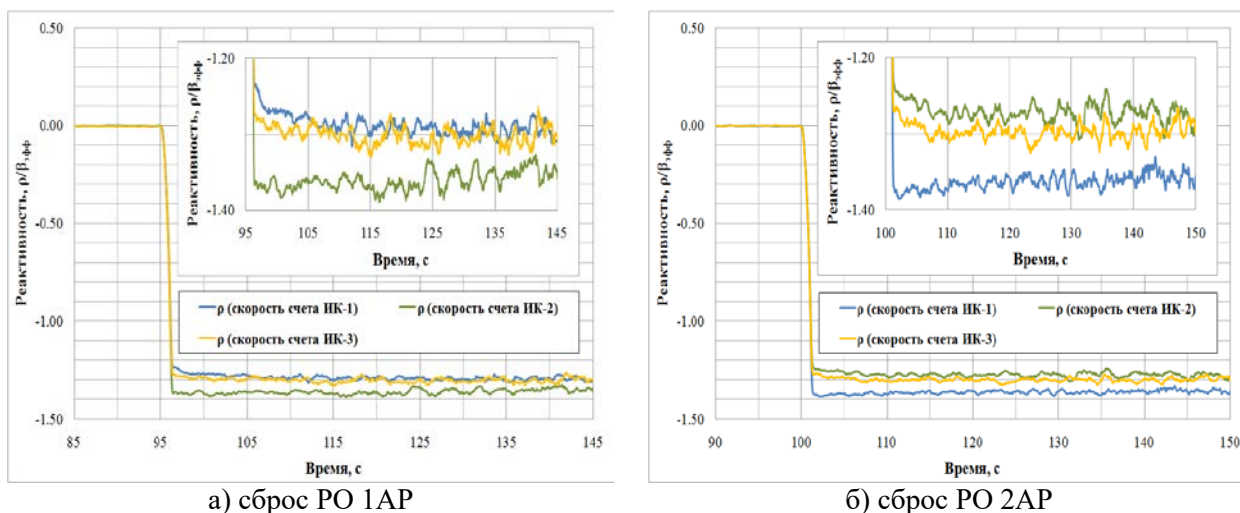 0.50
0.00
-0.50
-1.00
-1.50
Реактивность, ρ/βэфф
85 95 105 115 125 135 145
Время, с
-1.20
-1.40
Реактивность, ρ/βэфф
95 105 115 125 135 145
Время, с
ρ (скорость счета ИК-1) ρ (скорость счета ИК-2)
ρ (скорость счета ИК-3)
а) сброс РО 1АР
0.50
0.00
-0.50
-1.00
-1.50
Реактивность, ρ/βэфф
90 100 110 120 130 140 150
Время, с
-1.20
-1.40
Реактивность, ρ/βэфф
100 110 120 130 140 150
Время, с
ρ (скорость счета ИК-1) ρ (скорость счета ИК-2)
ρ (скорость счета ИК-3)
б) сброс РО 2АР